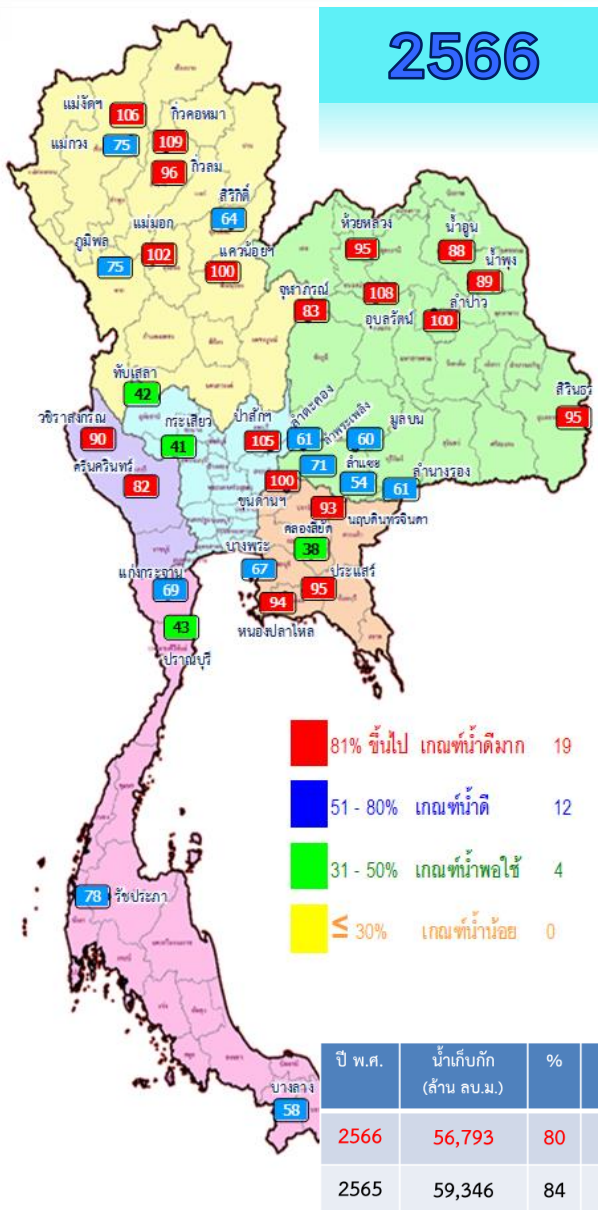 2566
แม่งัดฯ
106
กิ่วคอหมา
109
แม่กวง
75
กิ่วลม
96
สิริกิติ์
64
แม่มอก
102
ภูมิพล
75
แควน้อยฯ
100
ห้วยหลวง
95
น้ำอูน
88
น้ำพุง
89
จุฬาภรณ์
83
108
อุบลรัตน์
ลำปาว
100
สิรินธร
95
ทับเสลา
42
วชิราลงกรณ
90
กระเสียว
41
ป่าสักฯ
105
ลำตะคอง
61
ลำพระเพลิง
71
มูลบน
60
ลำแซะ
54
ลำนางรอง
61
ศรีนครินทร์
82
100
ขุนด่านฯ
93
นฤบดินทรจินดา
คลองสียัด
38
บางพระ
67
ประแสร์
95
94
หนองปลาไหล
แก่งกระจาน
69
43
ปราณบุรี
81% ขึ้นไป เกณฑ์น้ำดีมาก 19
51 - 80% เกณฑ์น้ำดี 12
31 - 50% เกณฑ์น้ำพอใช้ 4
≤ 30% เกณฑ์น้ำน้อย 0
78 รัชประภา
บางลาง
58
ปี พ.ศ. น้ำเก็บกัก %
(ล้าน ลบ.ม.)
2566 56,793 80
2565 59,346 84